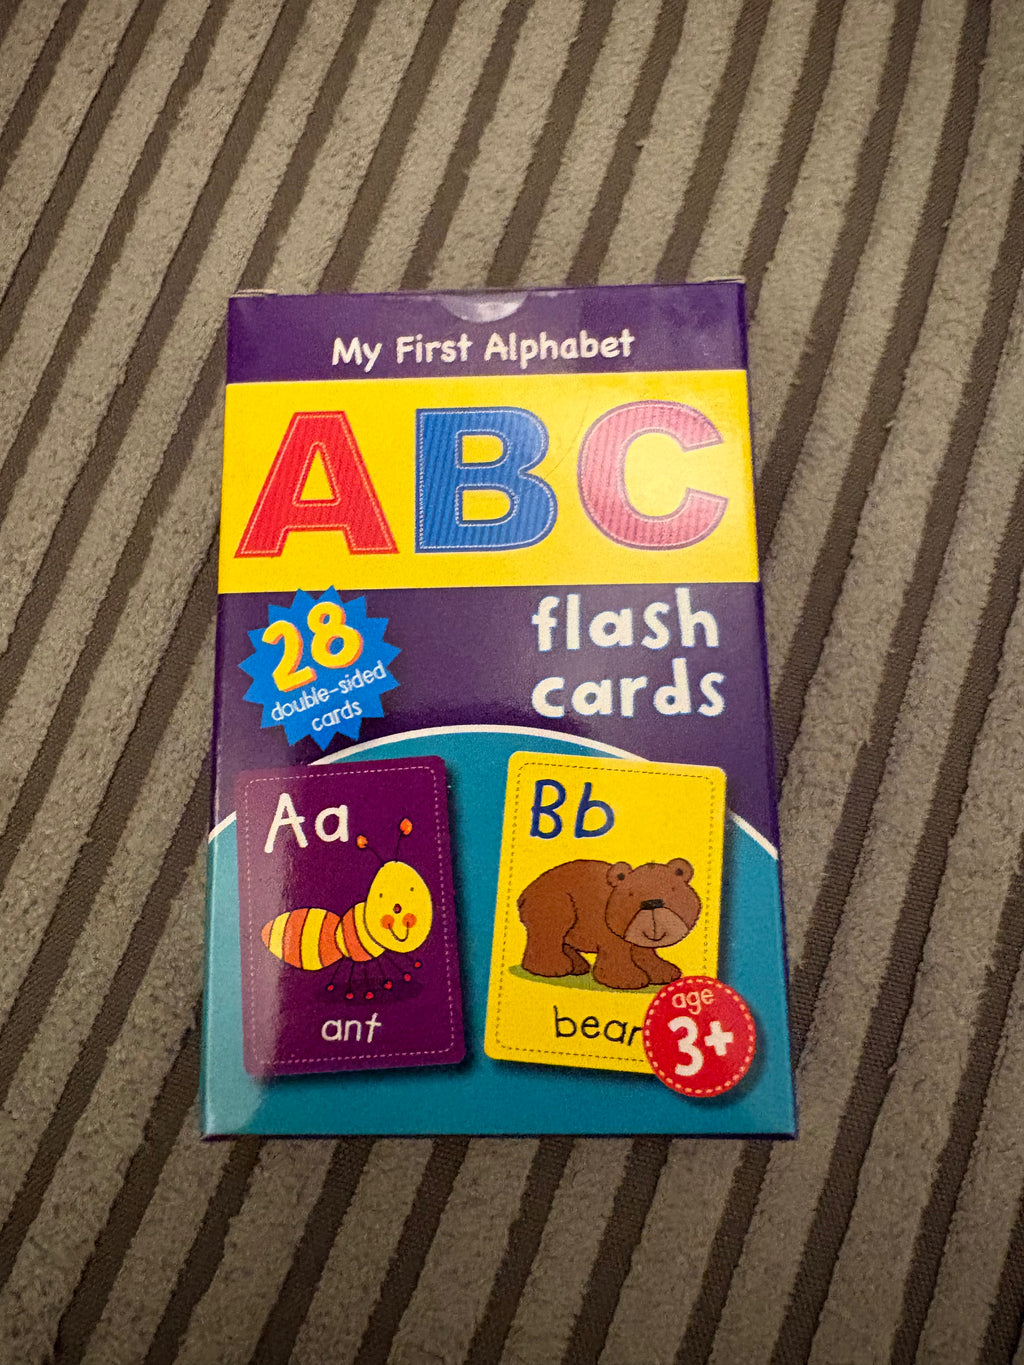 My First Alphabet
ABC
flash
cards
28
double-sided
cards
Aa
ant
Bb
bear
age
3+